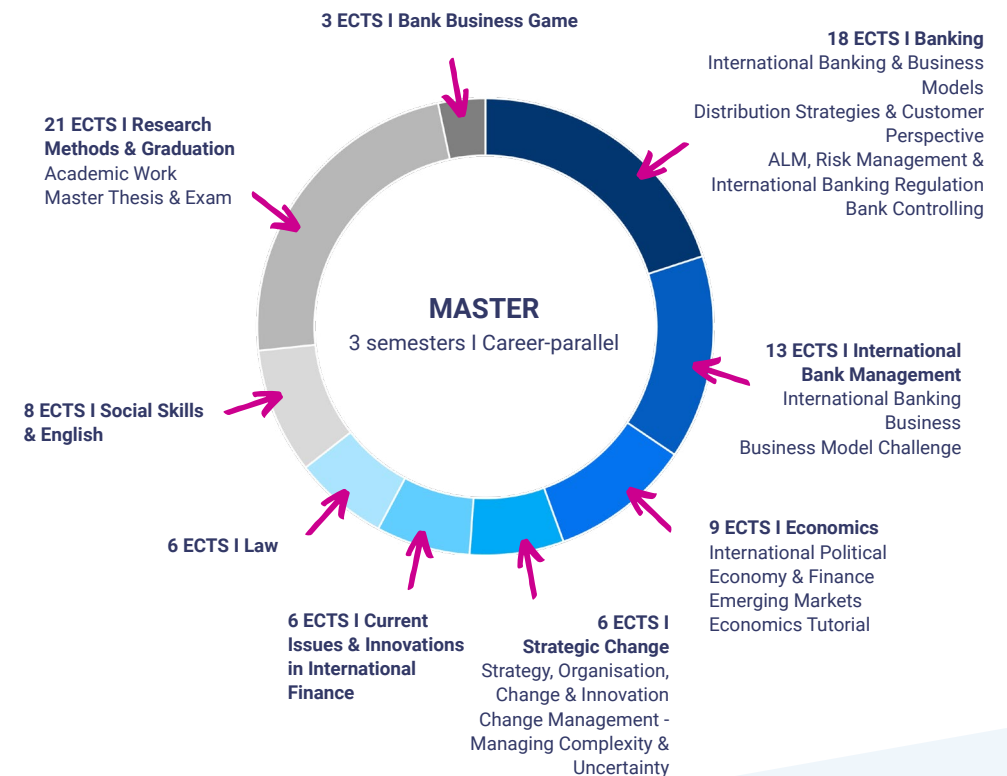 3 ECTS I Bank Business Game
18 ECTS I Banking
International Banking & Business
Models
Distribution Strategies & Customer
Perspective
ALM, Risk Management &
International Banking Regulation
Bank Controlling
21 ECTS I Research
Methods & Graduation
Academic Work
Master Thesis & Exam
MASTER
3 semesters I Career-parallel
13 ECTS I International
Bank Management
International Banking
Business
Business Model Challenge
8 ECTS I Social Skills
& English
9 ECTS I Economics
International Political
Economy & Finance
Emerging Markets
Economics Tutorial
6 ECTS I Law
6 ECTS I Current
Issues & Innovations
in International
Finance
6 ECTS I
Strategic Change
Strategy, Organisation,
Change & Innovation
Change Management -
Managing Complexity &
Uncertainty